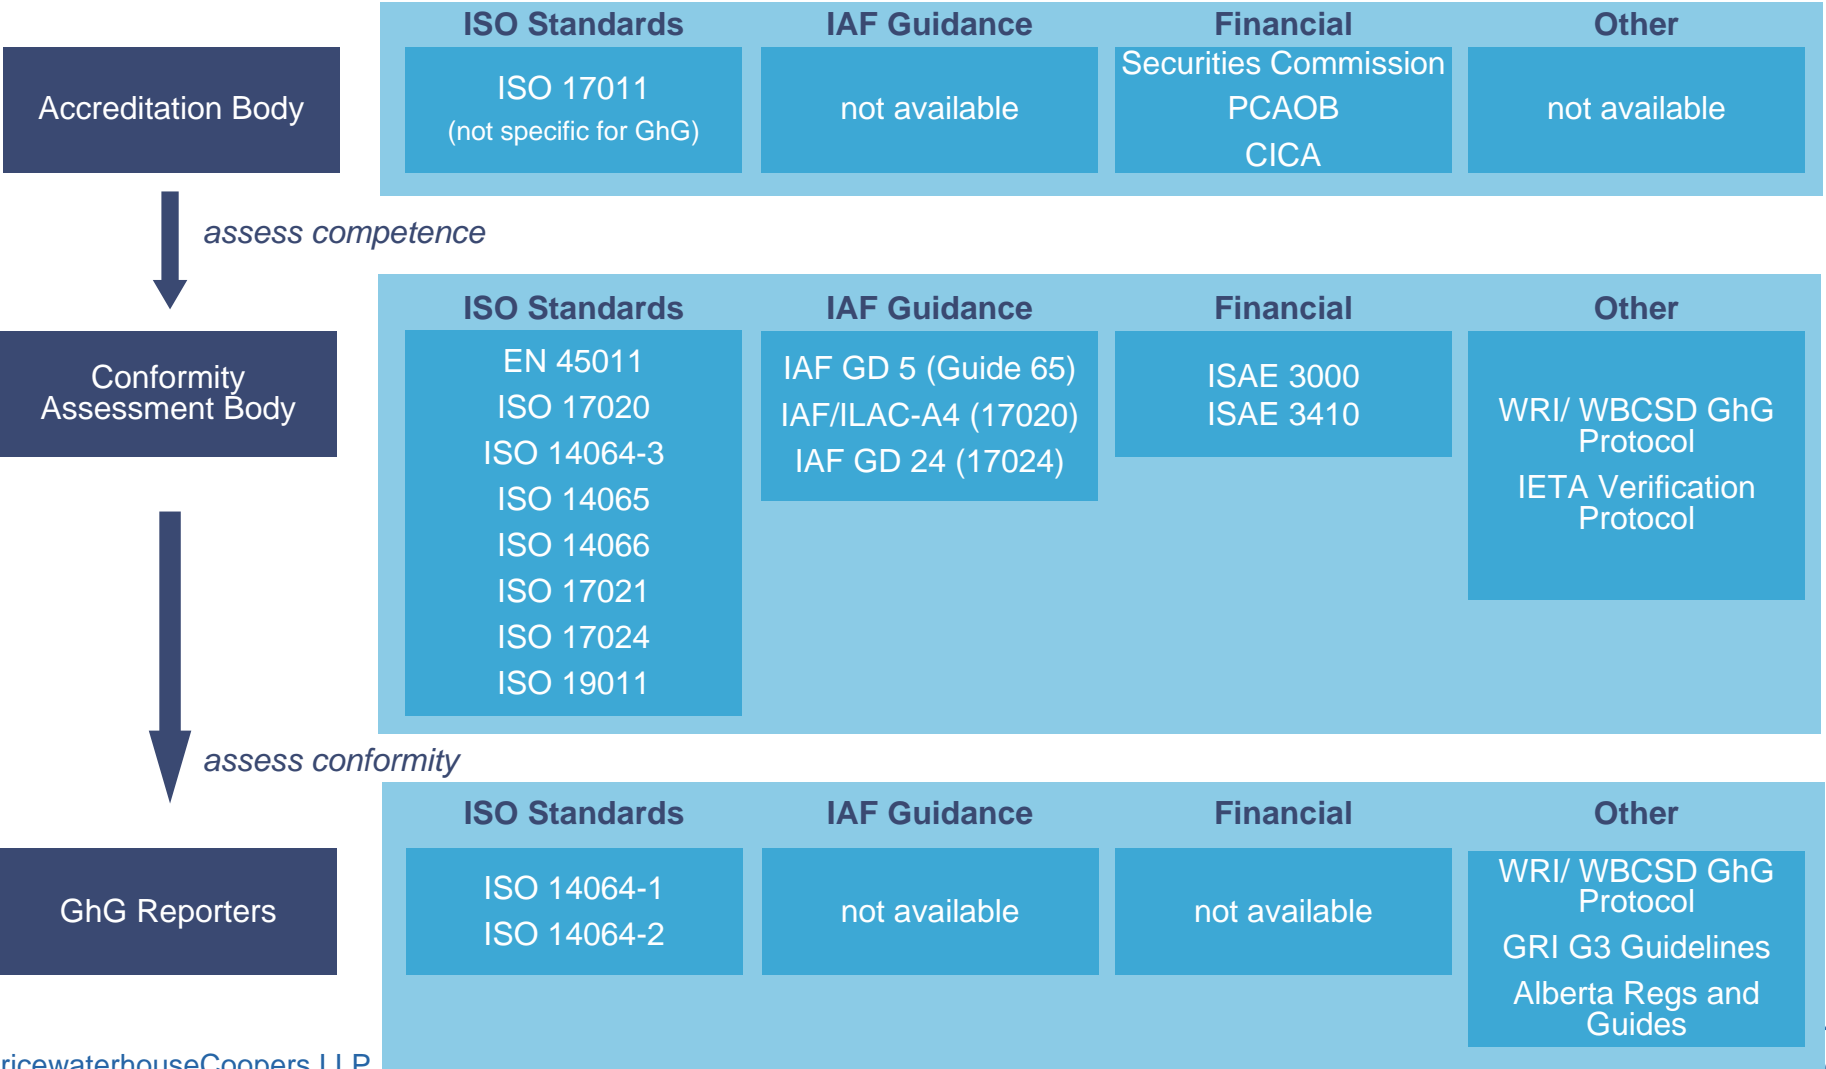 ISO Standards
IAF Guidance
Financial
Other
Accreditation Body
ISO 17011
(not specific for GhG)
not available
Securities Commission
PCAOB
CICA
not available
assess competence
ISO Standards
IAF Guidance
Financial
Other
Conformity
Assessment Body
EN 45011
ISO 17020
ISO 14064-3
ISO 14065
ISO 14066
ISO 17021
ISO 17024
ISO 19011
IAF GD 5 (Guide 65)
IAF/ILAC-A4 (17020)
IAF GD 24 (17024)
ISAE 3000
ISAE 3410
WRI/ WBCSD GhG
Protocol
IETA Verification
Protocol
assess conformity
ISO Standards
IAF Guidance
Financial
Other
GhG Reporters
ISO 14064-1
ISO 14064-2
not available
not available
WRI/ WBCSD GhG
Protocol
GRI G3 Guidelines
Alberta Regs and
Guides
ricewaterhouseCoopers LLP